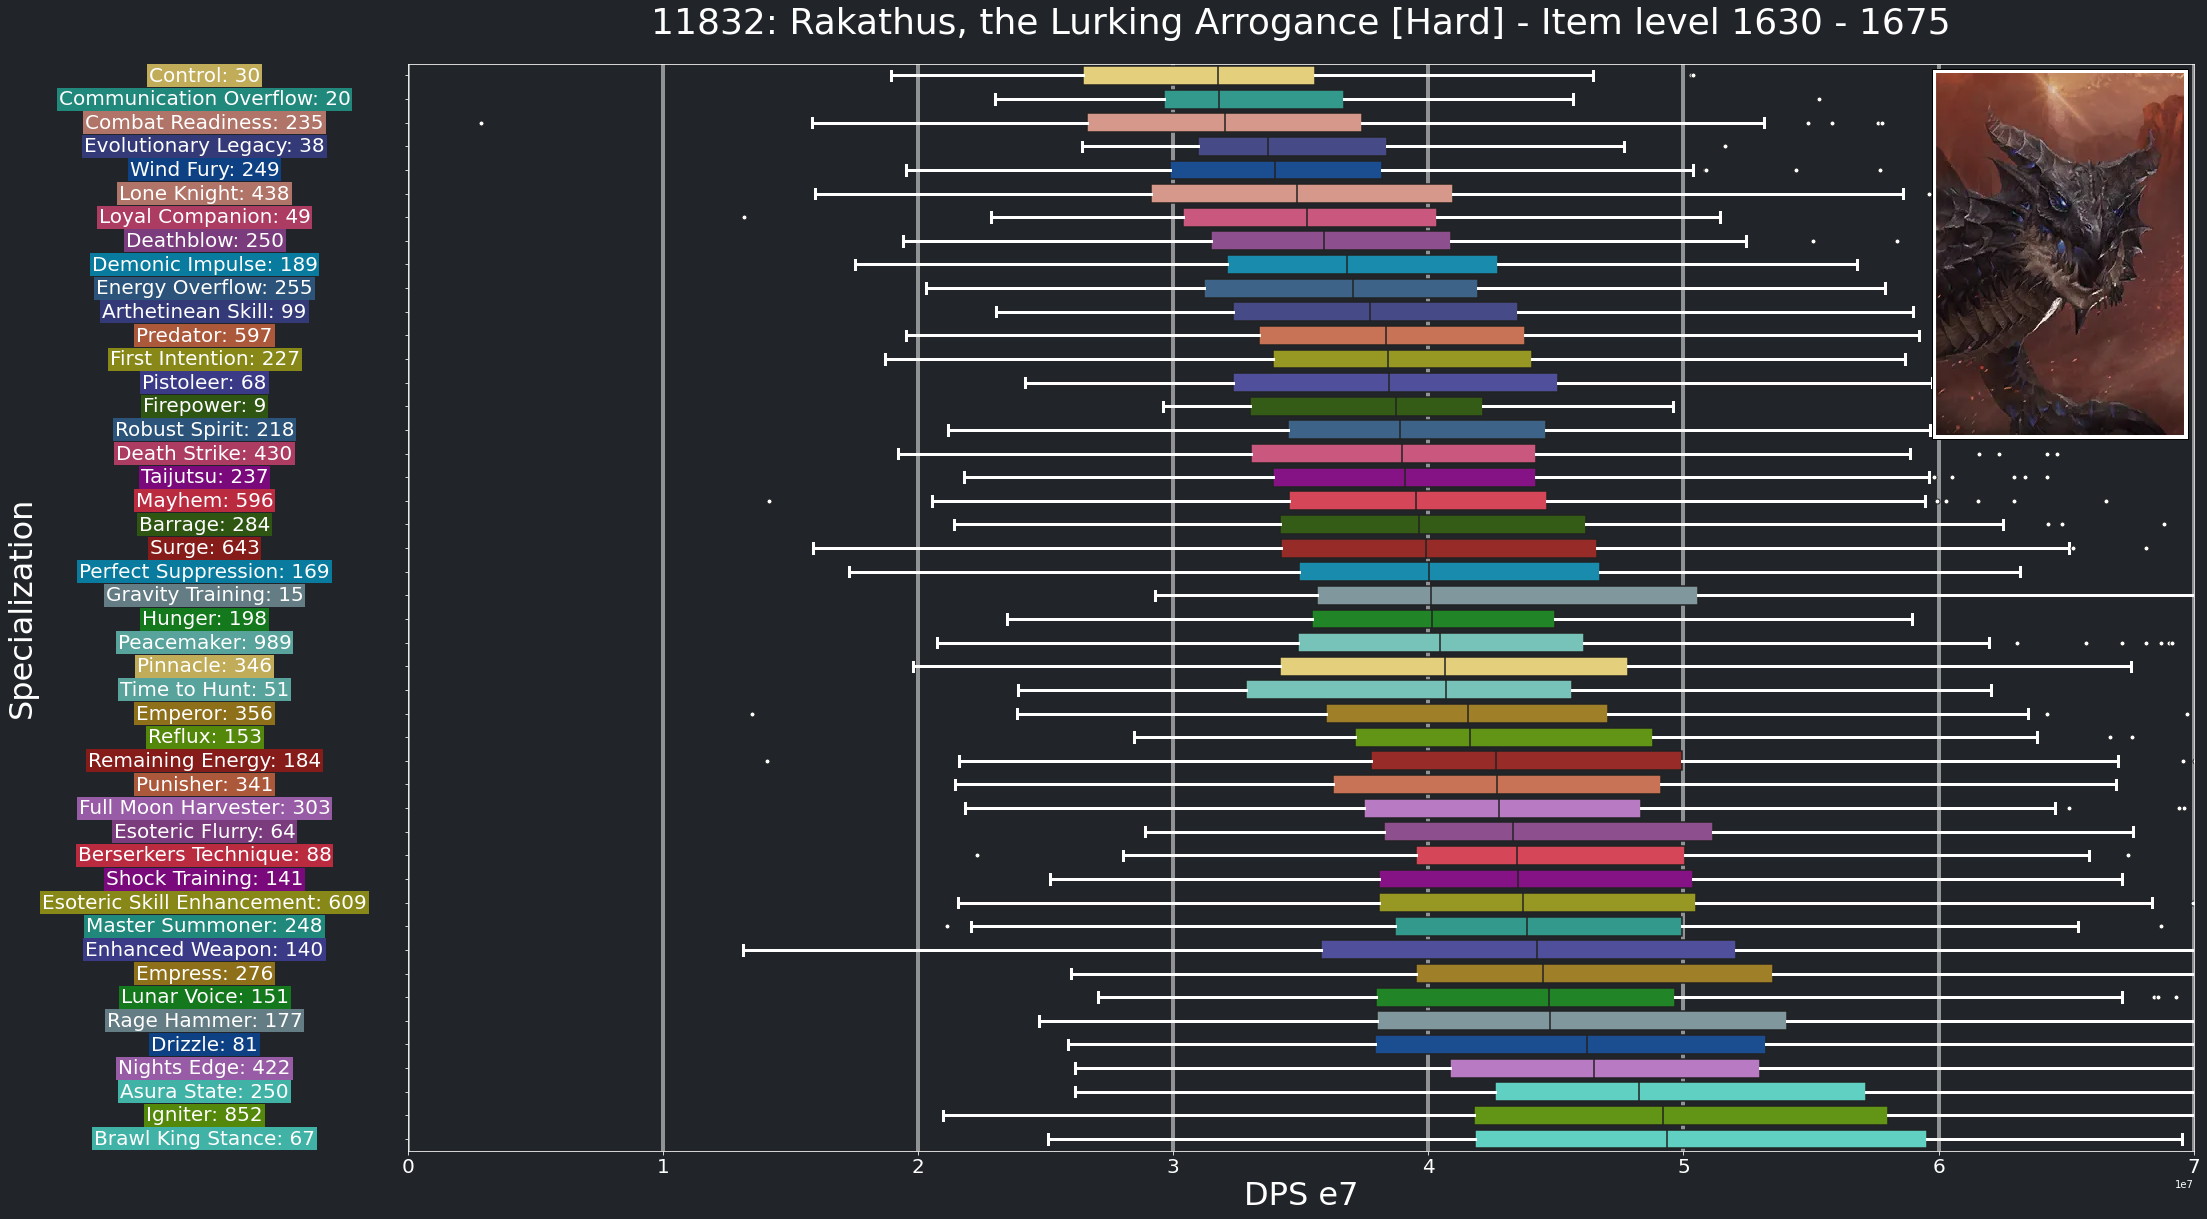 11832: Rakathus, the Lurking Arrogance [Hard] - Item level 1630 - 1675
Control: 30
Communication Overflow: 20
Combat Readiness: 235
Evolutionary Legacy: 38
Wind Fury: 249
Lone Knight: 438
Loyal Companion: 49
Deathblow: 250
Demonic Impulse: 189
Energy Overflow: 255
Arthetinean Skill: 99
Predator: 597
First Intention: 227
Pistoleer: 68
Firepower: 9
Robust Spirit: 218
Death Strike: 430
Taijutsu: 237
Mayhem: 596
Barrage: 284
Surge: 643
Perfect Suppression: 169
Gravity Training: 15
Hunger: 198
Peacemaker: 989
Pinnacle: 346
Time to Hunt: 51
Emperor: 356
Reflux: 153
Remaining Energy: 184
Punisher: 341
Full Moon Harvester: 303
Esoteric Flurry: 64
Berserkers Technique: 88
Shock Training: 141
Esoteric Skill Enhancement: 609
Master Summoner: 248
Enhanced Weapon: 140
Empress: 276
Lunar Voice: 151
Rage Hammer: 177
Drizzle: 81
Nights Edge: 422
Asura State: 250
Igniter: 852
Brawl King Stance: 67
Specialization
0 1 2 3 4 5 6 7
1e7
DPS e7